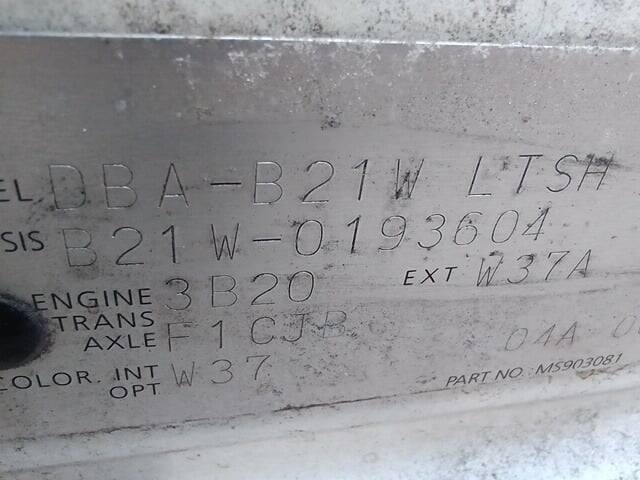 EL DBA-B21W LTSH
SIS B21W-0193604
ENGINE 3B20 EXT W37A
TRANS
AXLE F1CJB 04A 0
COLOR. INT W37
OPT PART NO. MS903081